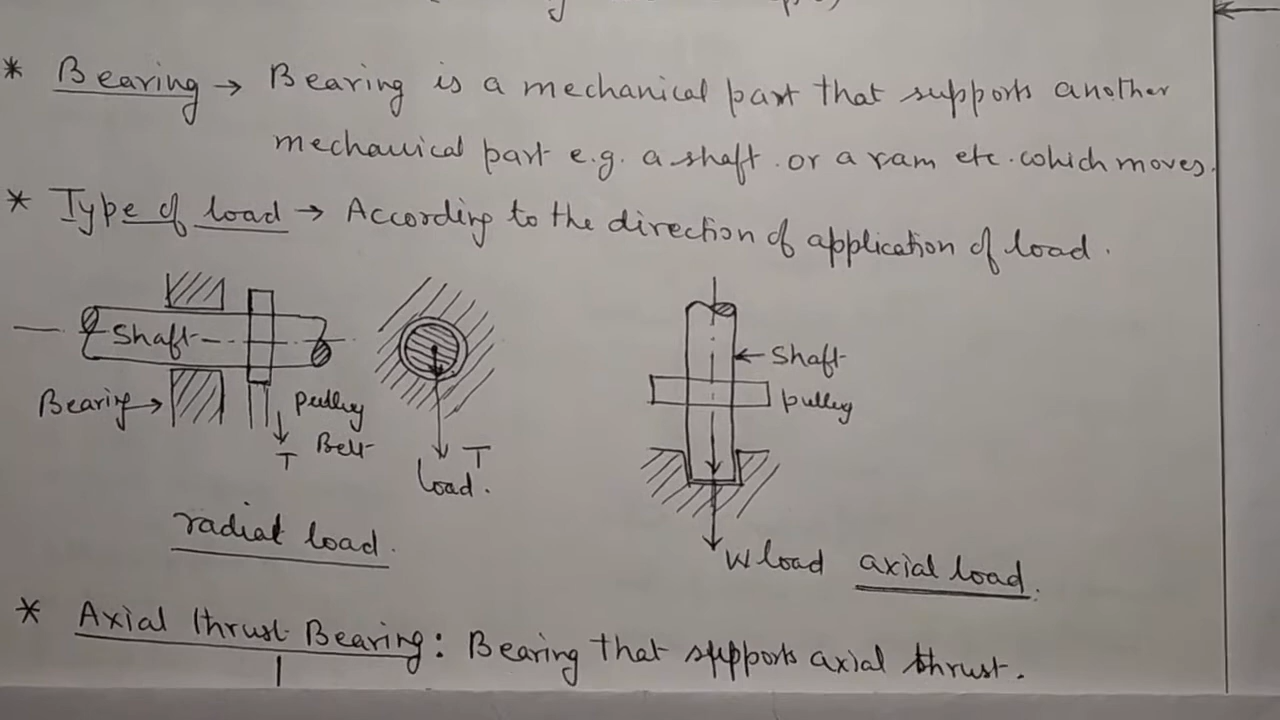 * Bearing → Bearing is a mechanical part that supports another
mechanical part e.g. a shaft. or a ram etc. which moves.
* Type of load → According to the direction of application of load.
Shaft
Bearing →
pulley
Belt
T
T
load.
radial load.
Shaft
pulley
W load
axial load.
* Axial thrust Bearing: Bearing that supports axial thrust.